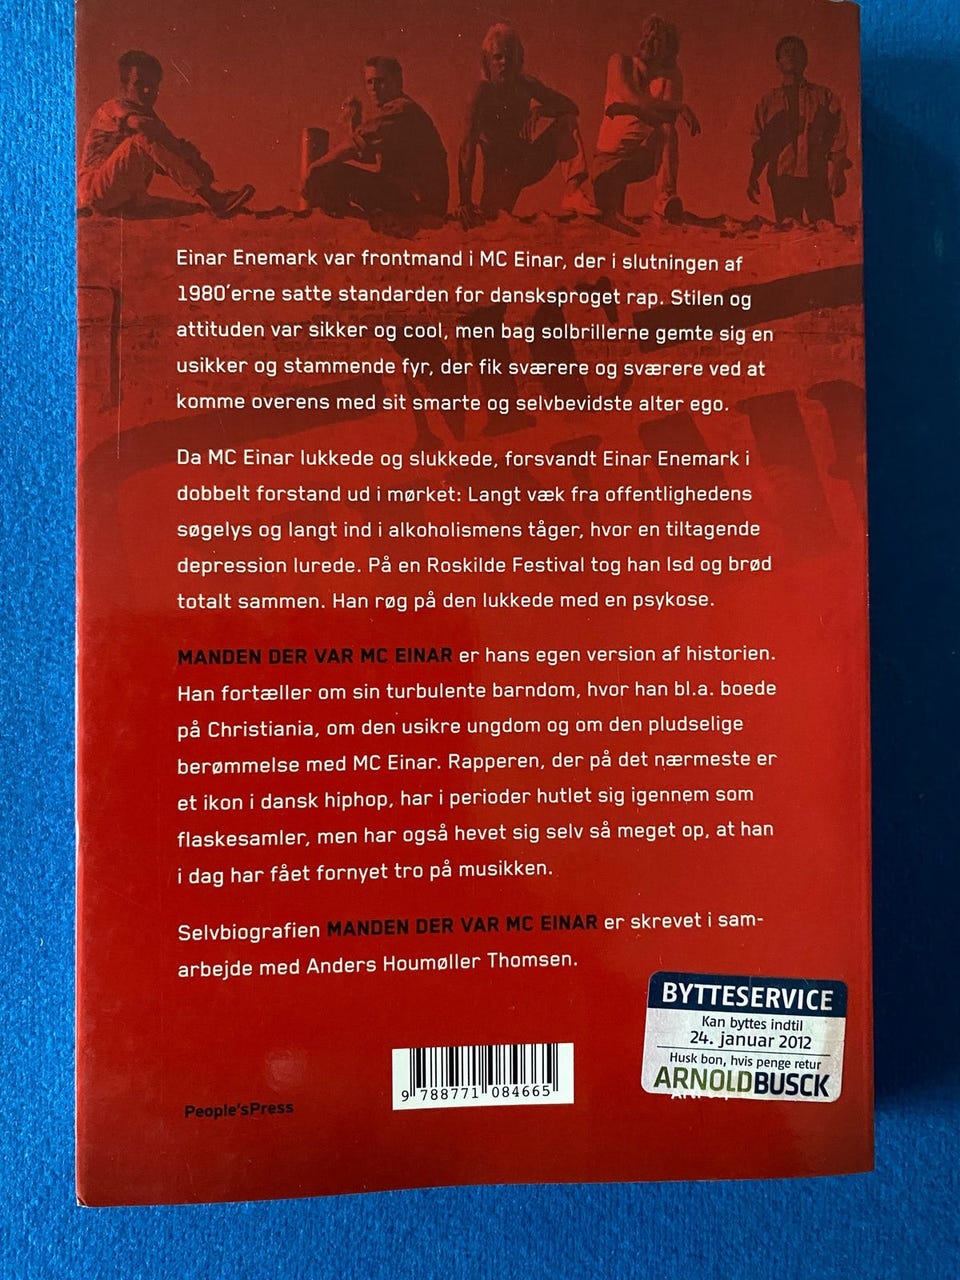 Einar Enemark var frontmand i MC Einar, der i slutningen af
1980'erne satte standarden for dansksproget rap. Stilen og
attituden var sikker og cool, men bag solbrillerne gemte sig en
usikker og stammende fyr, der fik sværere og sværere ved at
komme overens med sit smarte og selvbevidste alter ego.
Da MC Einar lukkede og slukkede, forsvandt Einar Enemark i
dobbelt forstand ud i mørket: Langt væk fra offentlighedens
søgelys og langt ind i alkoholismens tåger, hvor en tiltagende
depression lurede. På en Roskilde Festival tog han lsd og brød
totalt sammen. Han røg på den lukkede med en psykose.
MANDEN DER VAR MC EINAR er hans egen version af historien.
Han fortæller om sin turbulente barndom, hvor han bl.a. boede
på Christiania, om den usikre ungdom og om den pludselige
berømmelse med MC Einar. Rapperen, der på det nærmeste er
et ikon i dansk hiphop, har i perioder hutlet sig igennem som
flaskesamler, men har også hevet sig selv så meget op, at han
i dag har fået fornyet tro på musikken.
Selvbiografien MANDEN DER VAR MC EINAR er skrevet i sam-
arbejde med Anders Houmøller Thomsen.
BYTTESERVICE
Kan byttes indtil
24. januar 2012
Husk bon, hvis penge retur
ARNOLD BUSCK
9 788771 084665
People'sPress